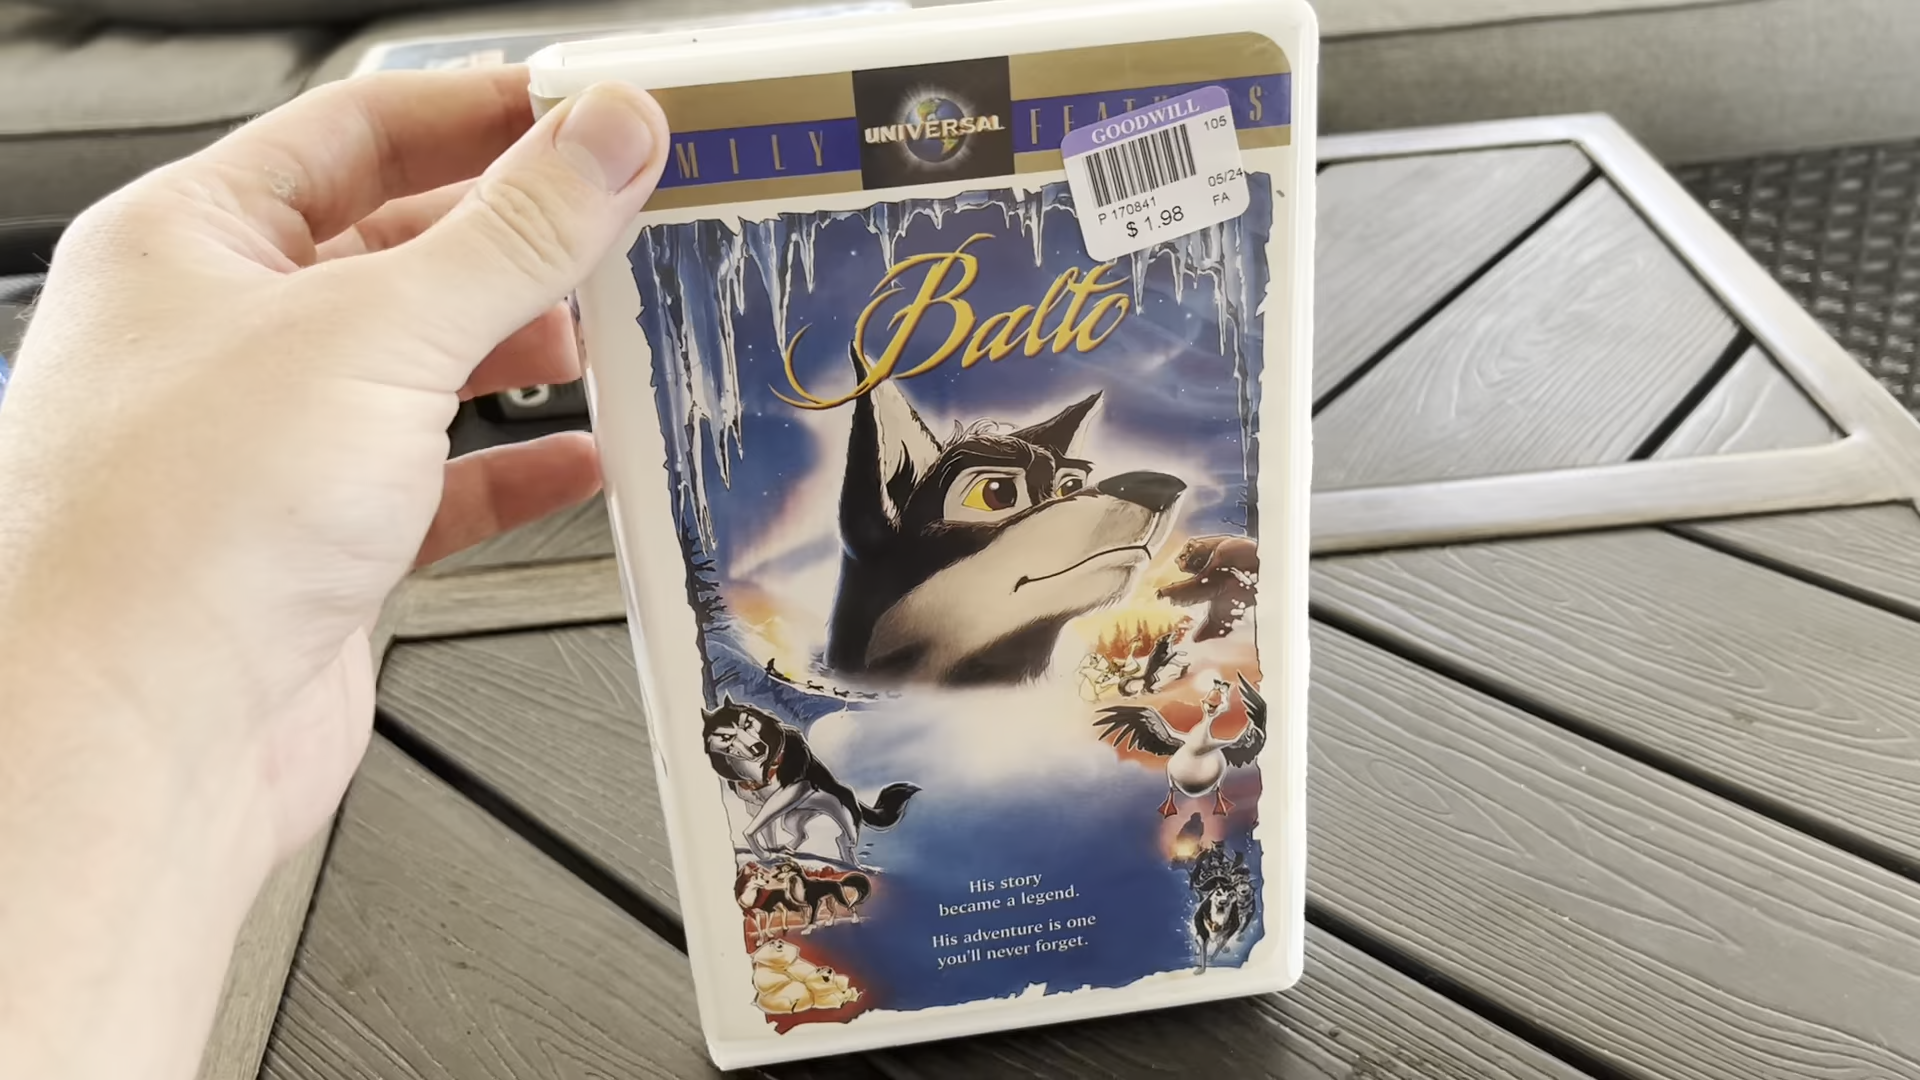 MILY
UNIVERSAL
GOODWILL
105
05/24
P 170841
FA
$1.98
Balto
His story
became a legend.
His adventure is one
you'll never forget.